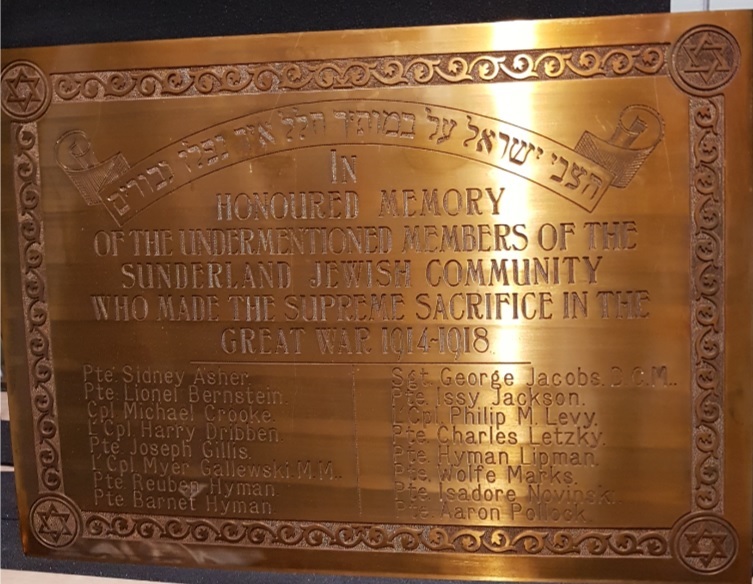 הצבי ישראל על במותיך חלל איך נפלו גבורים
IN
HONOURED MEMORY
OF THE UNDERMENTIONED MEMBERS OF THE
SUNDERLAND JEWISH COMMUNITY
WHO MADE THE SUPREME SACRIFICE IN THE
GREAT WAR 1914-1918.
Pte Sidney Asher.
Pte. Lionel Bernstein.
Cpl Michael Crooke.
L'Cpl Harry Dribben.
Pte Joseph Gillis.
L'Cpl Myer Gallewski M.M.
Pte Reuben Hyman
Pte Barnet Hyman
Sgt. George Jacobs. D.C.M.
Pte. Issy Jackson.
L'Cpl Philip M. Levy.
Pte. Charles Letzky.
Pte. Hyman Lipman.
Pte. Wolfe Marks.
Pte. Isadore Novinski.
Pte. Aaron Pollock.